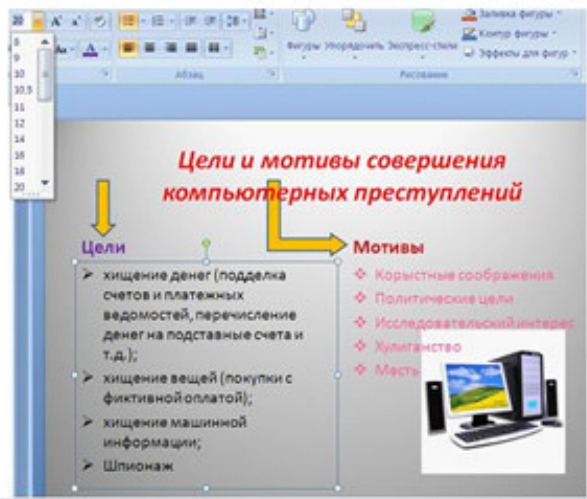 20
8
9
10
10,5
11
12
14
16
18
20
Aa
A
Абзац
Фигуры Упорядочить Экспресс-стили
Заливка фигуры
Контур фигуры
Эффекты для фигур
Рисование
Цели и мотивы совершения
компьютерных преступлений
Цели
хищение денег (подделка
счетов и платежных
ведомостей, перечисление
денег на подставные счета и
т.д.);
хищение вещей (покупки с
фиктивной оплатой);
хищение машинной
информации;
Шпионаж
Мотивы
Корыстные соображения
Политические цели
Исследовательский интерес
Хулиганство
Месть